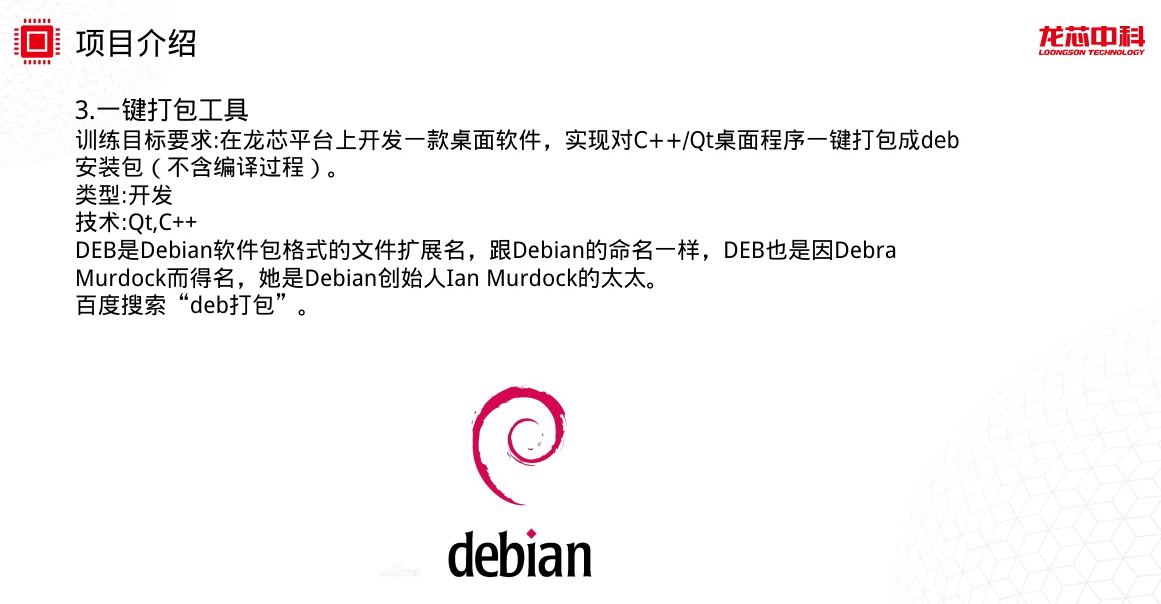 项目介绍
龙芯中科
LOONGSON TECHNOLOGY
3.一键打包工具
训练目标要求:在龙芯平台上开发一款桌面软件，实现对C++/Qt桌面程序一键打包成deb
安装包（不含编译过程）。
类型:开发
技术:Qt,C++
DEB是Debian软件包格式的文件扩展名，跟Debian的命名一样，DEB也是因Debra
Murdock而得名，她是Debian创始人Ian Murdock的太太。
百度搜索“deb打包”。
debian